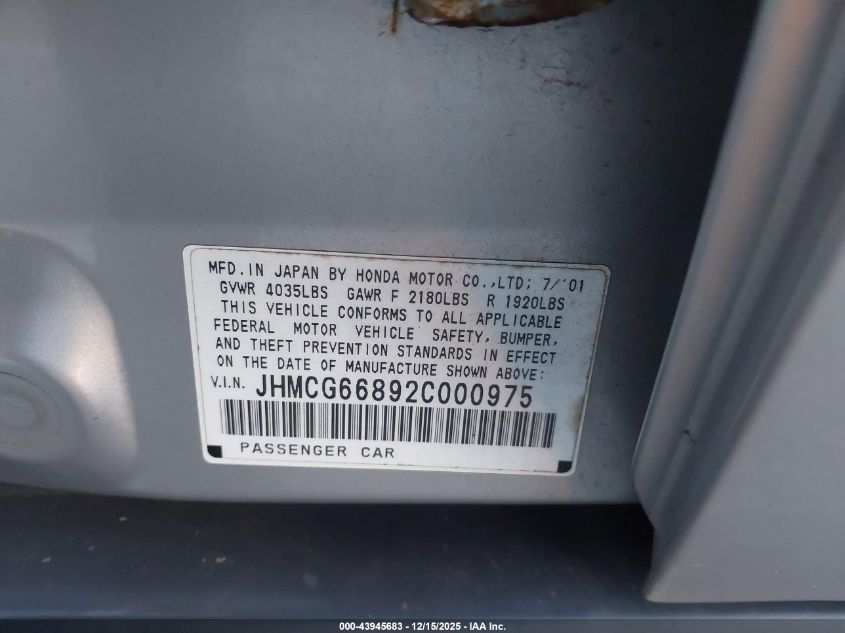 MFD.IN JAPAN BY HONDA MOTOR CO.,LTD; 7/'01
GVWR 4035LBS GAWR F 2180LBS R 1920LBS
THIS VEHICLE CONFORMS TO ALL APPLICABLE
FEDERAL MOTOR VEHICLE SAFETY, BUMPER,
AND THEFT PREVENTION STANDARDS IN EFFECT
ON THE DATE OF MANUFACTURE SHOWN ABOVE:
V.I.N. JHMCG66892C000975
PASSENGER CAR
000-43945683 - 12/15/2025 - IAA Inc.